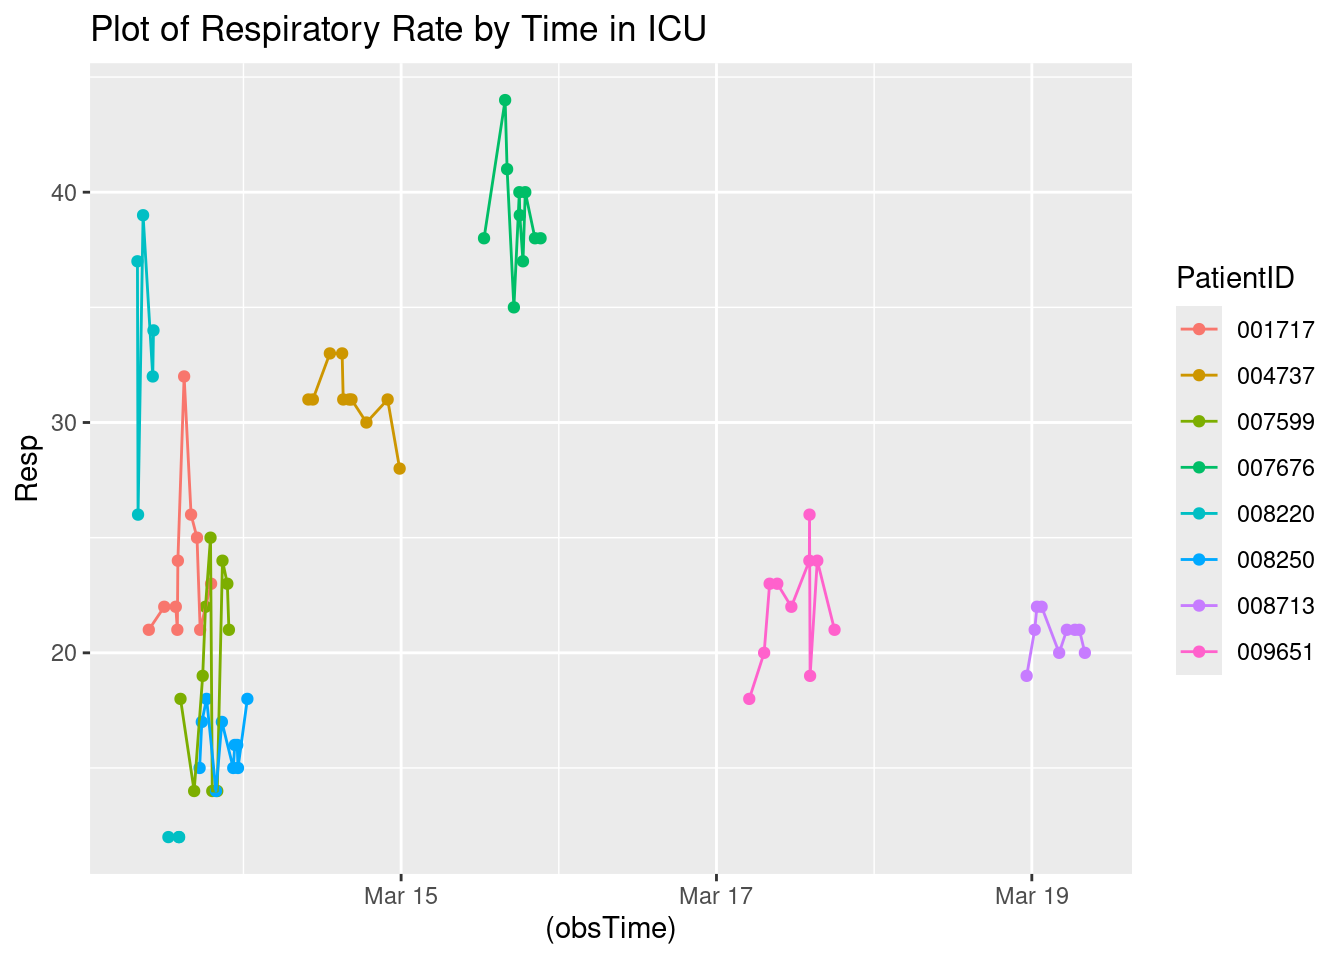 Plot of Respiratory Rate by Time in ICU
Resp
40
30
20
Mar 15
Mar 17
Mar 19
(obsTime)
PatientID
001717
004737
007599
007676
008220
008250
008713
009651